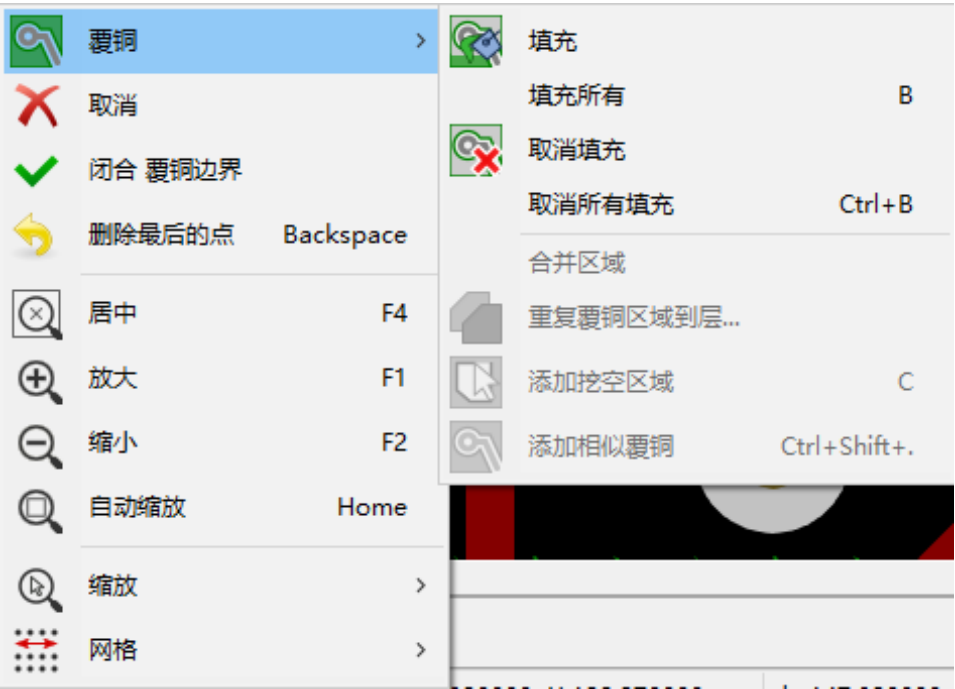 覆铜
取消
闭合 覆铜边界
删除最后的点 Backspace
居中 F4
放大 F1
缩小 F2
自动缩放 Home
缩放
网格
填充
填充所有 B
取消填充
取消所有填充 Ctrl+B
合并区域
重复覆铜区域到层...
添加挖空区域 C
添加相似覆铜 Ctrl+Shift+.